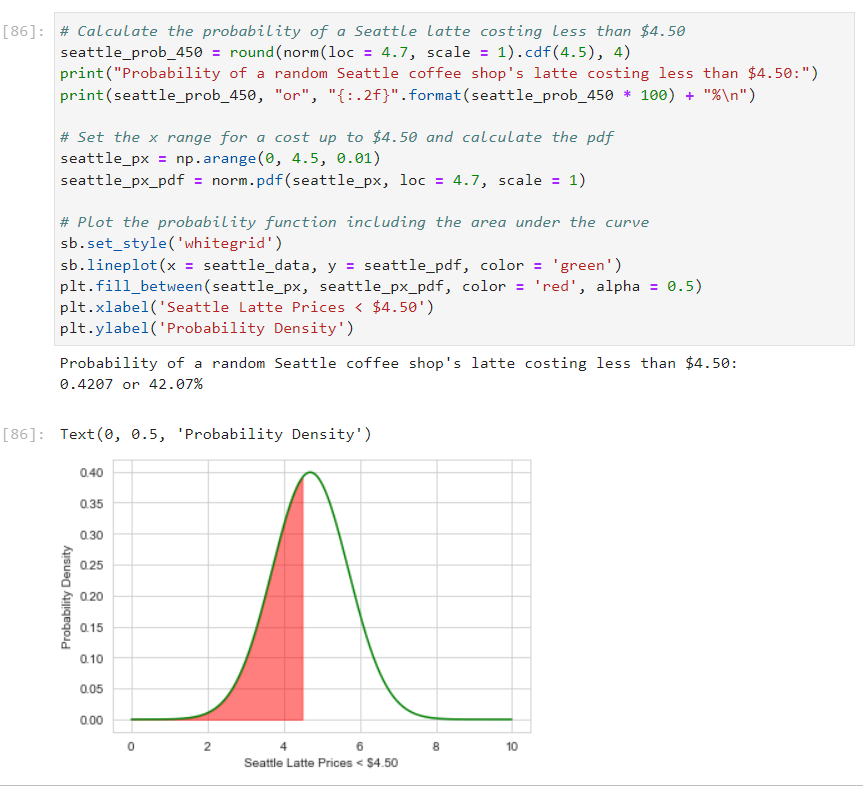 [86]: # Calculate the probability of a Seattle latte costing less than $4.50
seattle_prob_450 = round(norm(loc = 4.7, scale = 1).cdf(4.5), 4)
print("Probability of a random Seattle coffee shop's latte costing less than $4.50:")
print(seattle_prob_450, "or", "{:.2f}".format(seattle_prob_450 * 100) + "%\n")
# Set the x range for a cost up to $4.50 and calculate the pdf
seattle_px = np.arange(0, 4.5, 0.01)
seattle_px_pdf = norm.pdf(seattle_px, loc = 4.7, scale = 1)
# Plot the probability function including the area under the curve
sb.set_style('whitegrid')
sb.lineplot(x = seattle_data, y = seattle_pdf, color = 'green')
plt.fill_between(seattle_px, seattle_px_pdf, color = 'red', alpha = 0.5)
plt.xlabel('Seattle Latte Prices < $4.50')
plt.ylabel('Probability Density')
Probability of a random Seattle coffee shop's latte costing less than $4.50:
0.4207 or 42.07%
[86]: Text(0, 0.5, 'Probability Density')
0.40
0.35
0.30
0.25
0.20
0.15
0.10
0.05
0.00
Probability Density
0 2 4 6 8 10
Seattle Latte Prices < $4.50